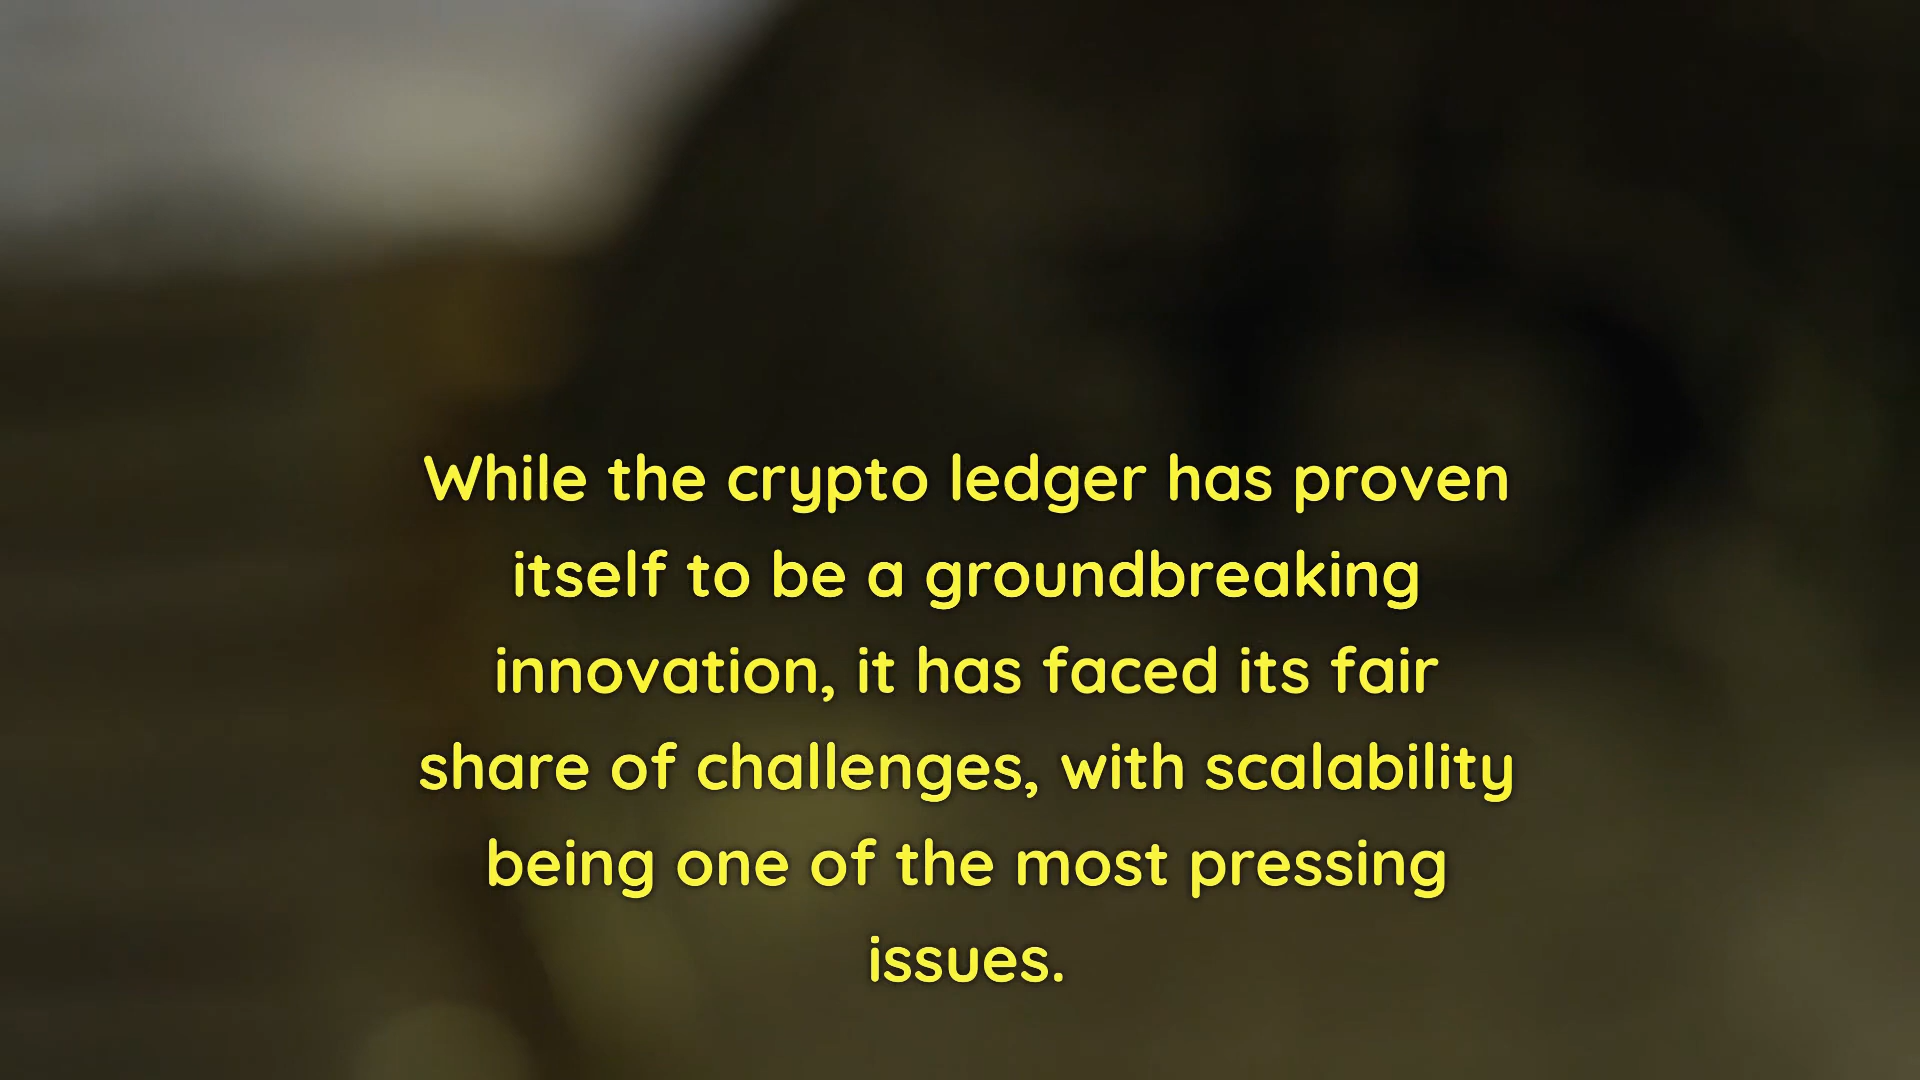 While the crypto ledger has proven
itself to be a groundbreaking
innovation, it has faced its fair
share of challenges, with scalability
being one of the most pressing
issues.